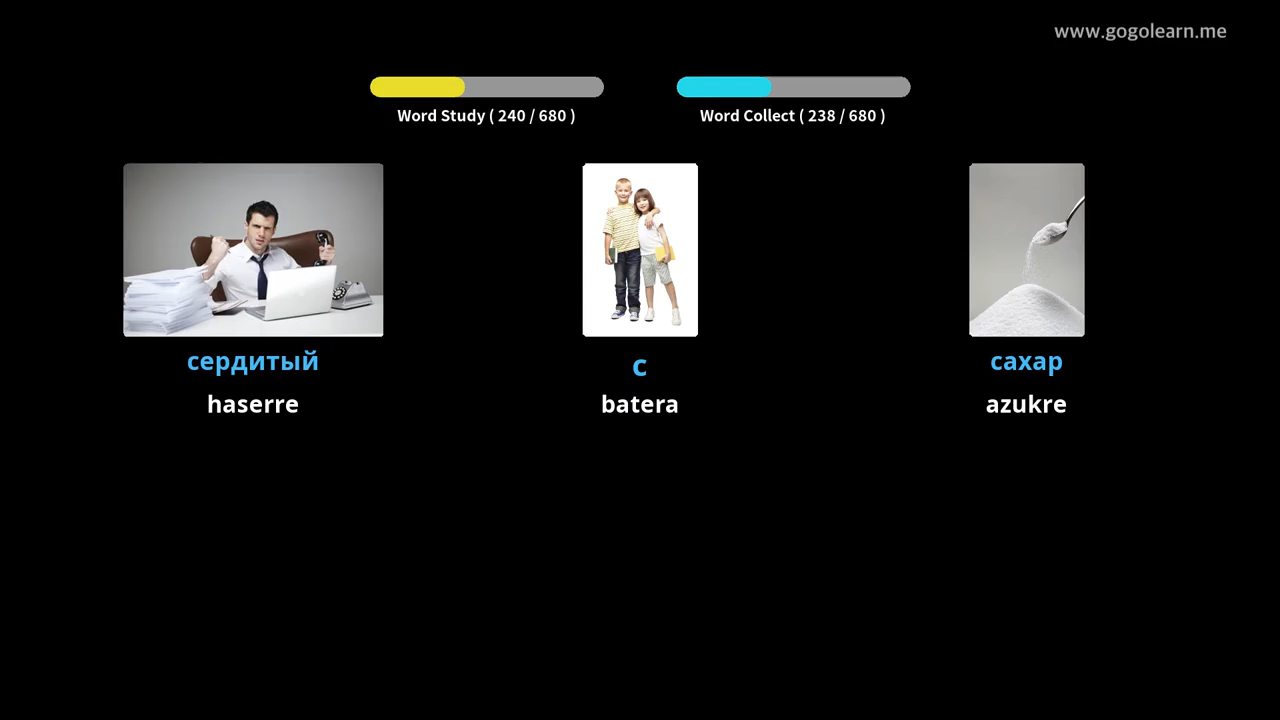 www.gogolearn.me
Word Study ( 240 / 680 )
Word Collect ( 238 / 680 )
сердитый
с
сахар
haserre
batera
azukre